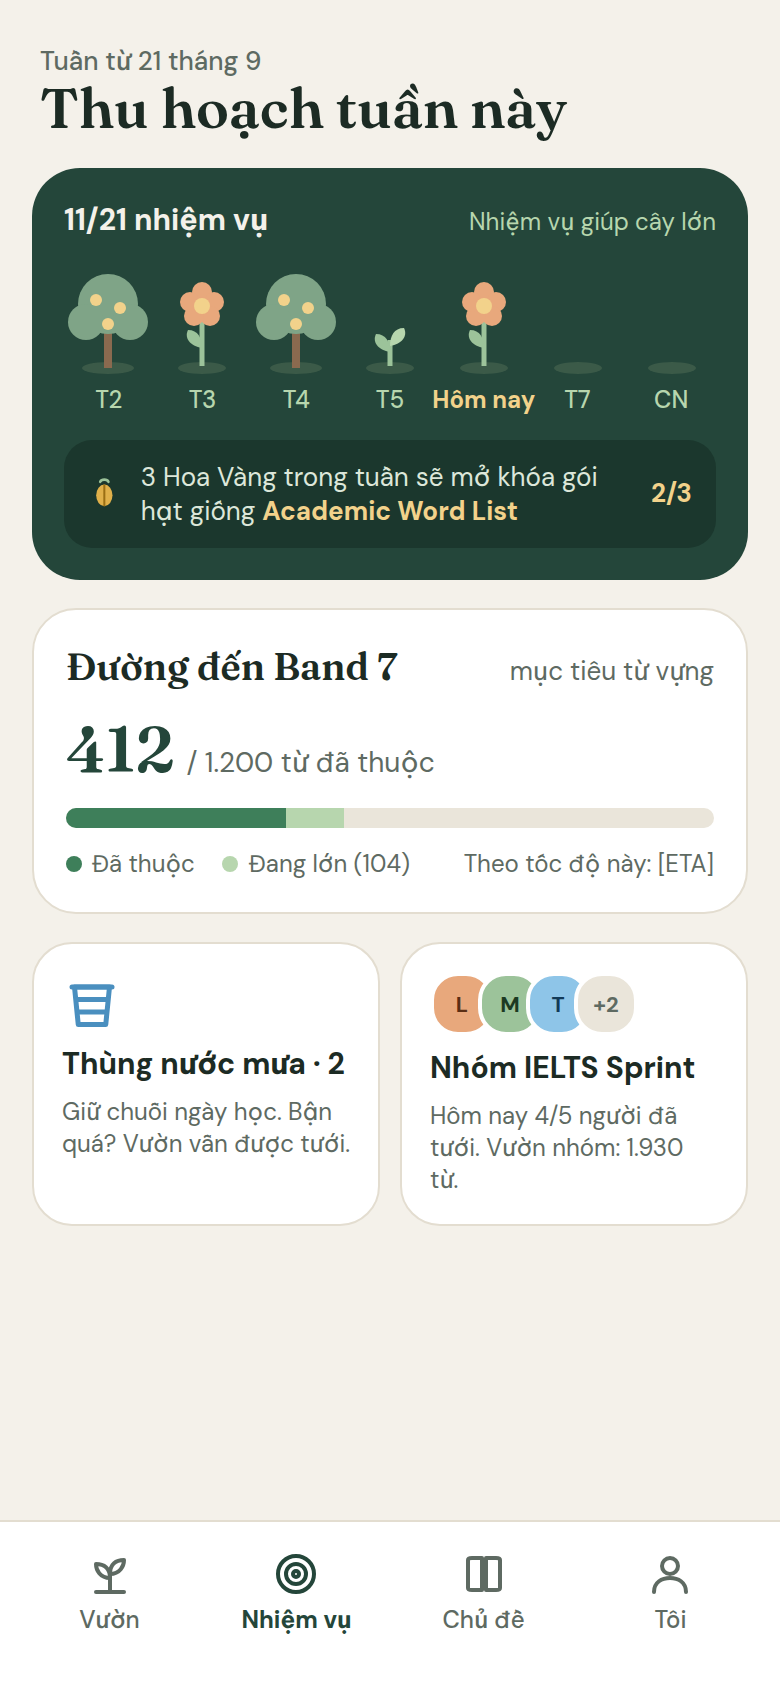 Tuần từ 21 tháng 9
Thu hoạch tuần này
11/21 nhiệm vụ
Nhiệm vụ giúp cây lớn
T2 T3 T4 T5 Hôm nay T7 CN
3 Hoa Vàng trong tuần sẽ mở khóa gói
hạt giống Academic Word List
2/3
Đường đến Band 7
mục tiêu từ vựng
412 / 1.200 từ đã thuộc
Đã thuộc
Đang lớn (104)
Theo tốc độ này: [ETA]
Thùng nước mưa · 2
Giữ chuỗi ngày học. Bận
quá? Vườn vẫn được tưới.
L M T +2
Nhóm IELTS Sprint
Hôm nay 4/5 người đã
tưới. Vườn nhóm: 1.930
từ.
Vườn
Nhiệm vụ
Chủ đề
Tôi